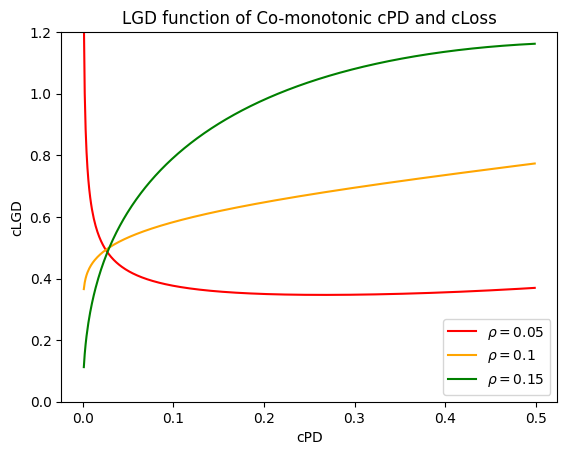 LGD function of Co-monotonic cPD and cLoss
1.2
1.0
0.8
0.6
0.4
0.2
0.0
cLGD
0.0 0.1 0.2 0.3 0.4 0.5
cPD
ρ = 0.05
ρ = 0.1
ρ = 0.15